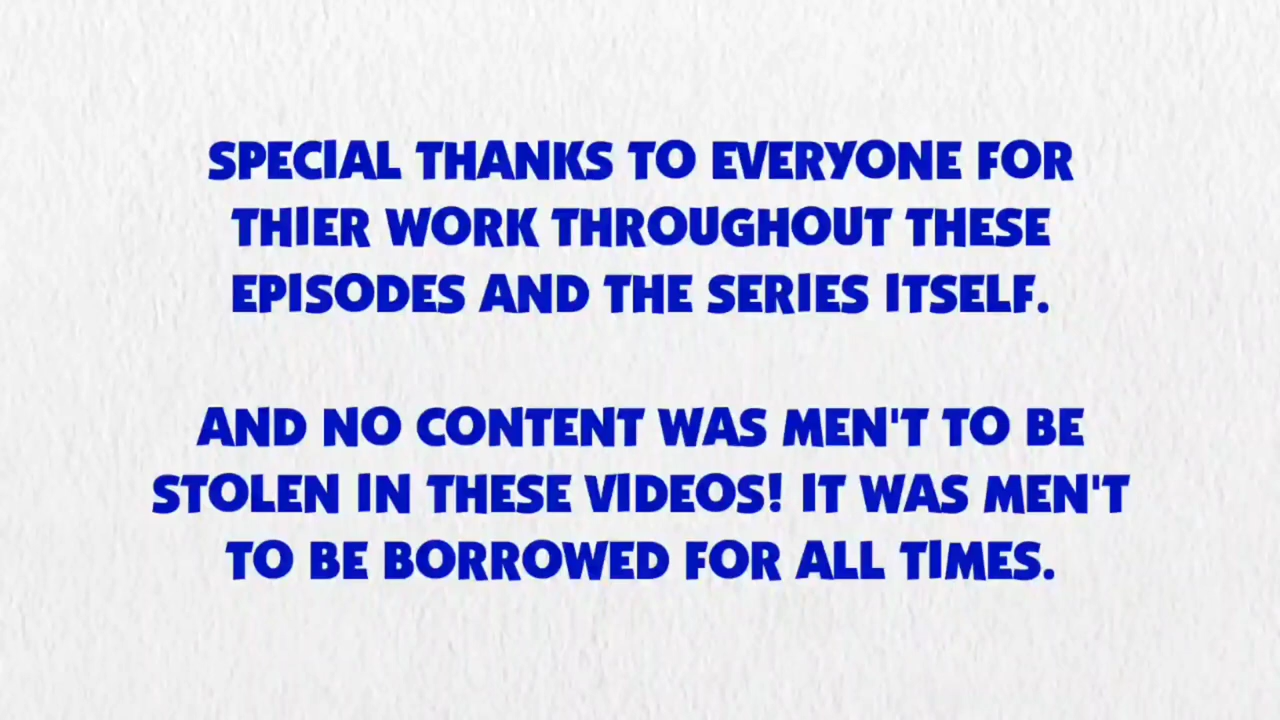 SPECIAL THANKS TO EVERYONE FOR
THIER WORK THROUGHOUT THESE
EPISODES AND THE SERIES ITSELF.
AND NO CONTENT WAS MEN'T TO BE
STOLEN IN THESE VIDEOS! IT WAS MEN'T
TO BE BORROWED FOR ALL TIMES.